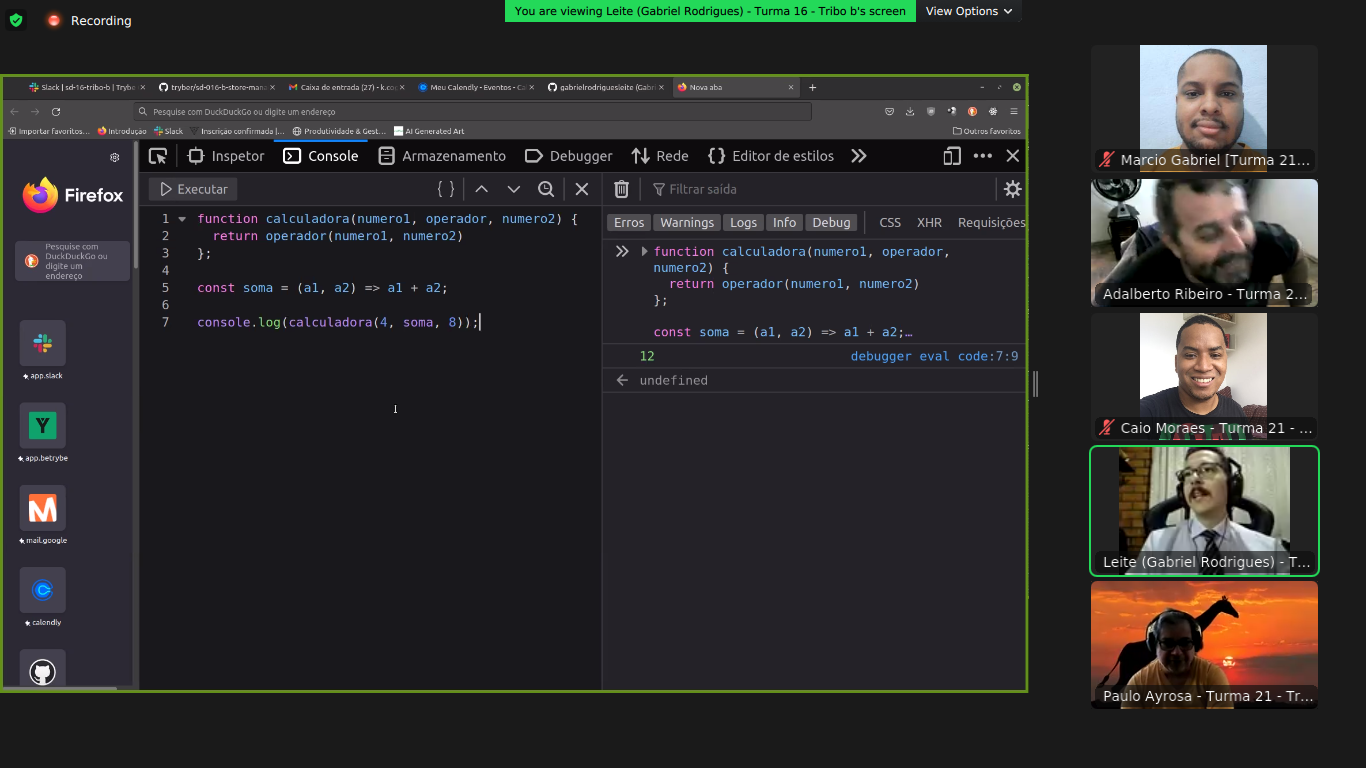 Recording
You are viewing Leite (Gabriel Rodrigues) - Turma 16 - Tribo b's screen
View Options
Slack | sd-16-tribo-b | Trybe
tryber/sd-016-b-store-mana
Caixa de entrada (27) - k.co
Meu Calendly - Eventos - Ca
gabrielrodriguesleite (Gabri
Nova aba
Pesquise com DuckDuckGo ou digite um endereço
Importar favoritos...
Introdução
Slack
Inscrição confirmada |...
Produtividade & Gest...
AI Generated Art
Outros favoritos
Firefox
Pesquise com
DuckDuckGo ou
digite um
endereço
app.slack
app.betrybe
mail.google
calendly
Inspetor
Console
Armazenamento
Debugger
Rede
Editor de estilos
Executar
Filtrar saída
Erros
Warnings
Logs
Info
Debug
CSS
XHR
Requisições
1 function calculadora(numero1, operador, numero2) {
2 return operador(numero1, numero2)
3 };
4
5 const soma = (a1, a2) => a1 + a2;
6
7 console.log(calculadora(4, soma, 8));
function calculadora(numero1, operador,
numero2) {
return operador(numero1, numero2)
};
const soma = (a1, a2) => a1 + a2;…
12 debugger eval code:7:9
undefined
Marcio Gabriel [Turma 21...
Adalberto Ribeiro - Turma 2...
Caio Moraes - Turma 21 - ...
Leite (Gabriel Rodrigues) - T...
Paulo Ayrosa - Turma 21 - Tr...